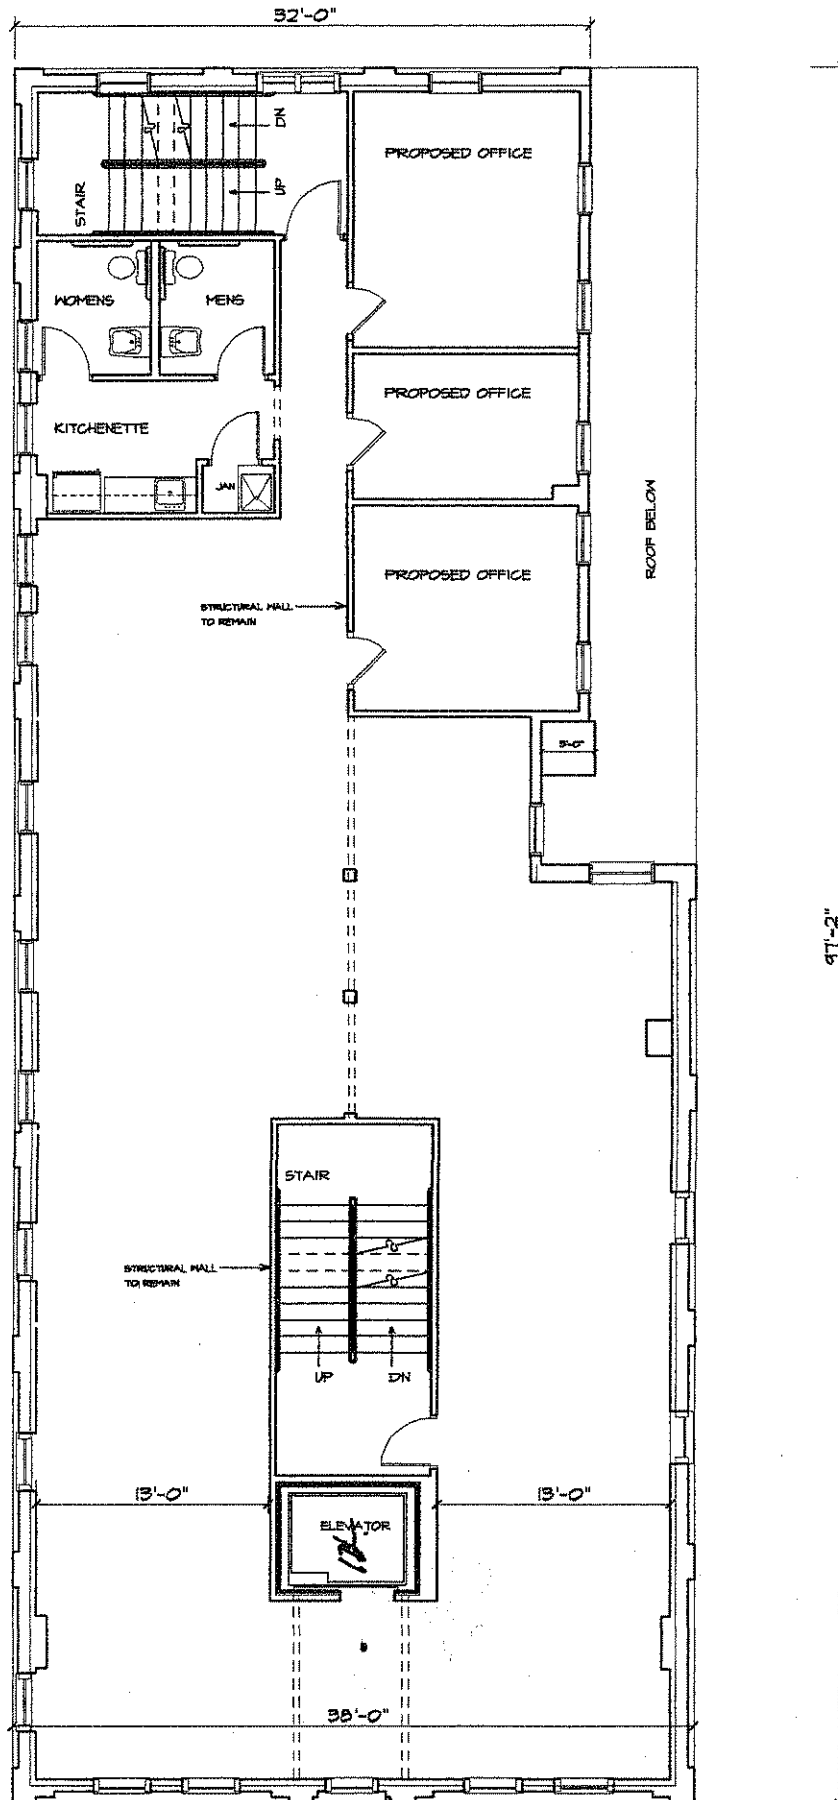 32'-0"
DN
PROPOSED OFFICE
UP
STAIR
WOMENS
MENS
PROPOSED OFFICE
KITCHENETTE
JAN
ROOF BELOW
PROPOSED OFFICE
STRUCTURAL WALL
TO REMAIN
97'-2"
STAIR
STRUCTURAL WALL
TO REMAIN
UP
DN
13'-0"
13'-0"
ELEVATOR
38'-0"